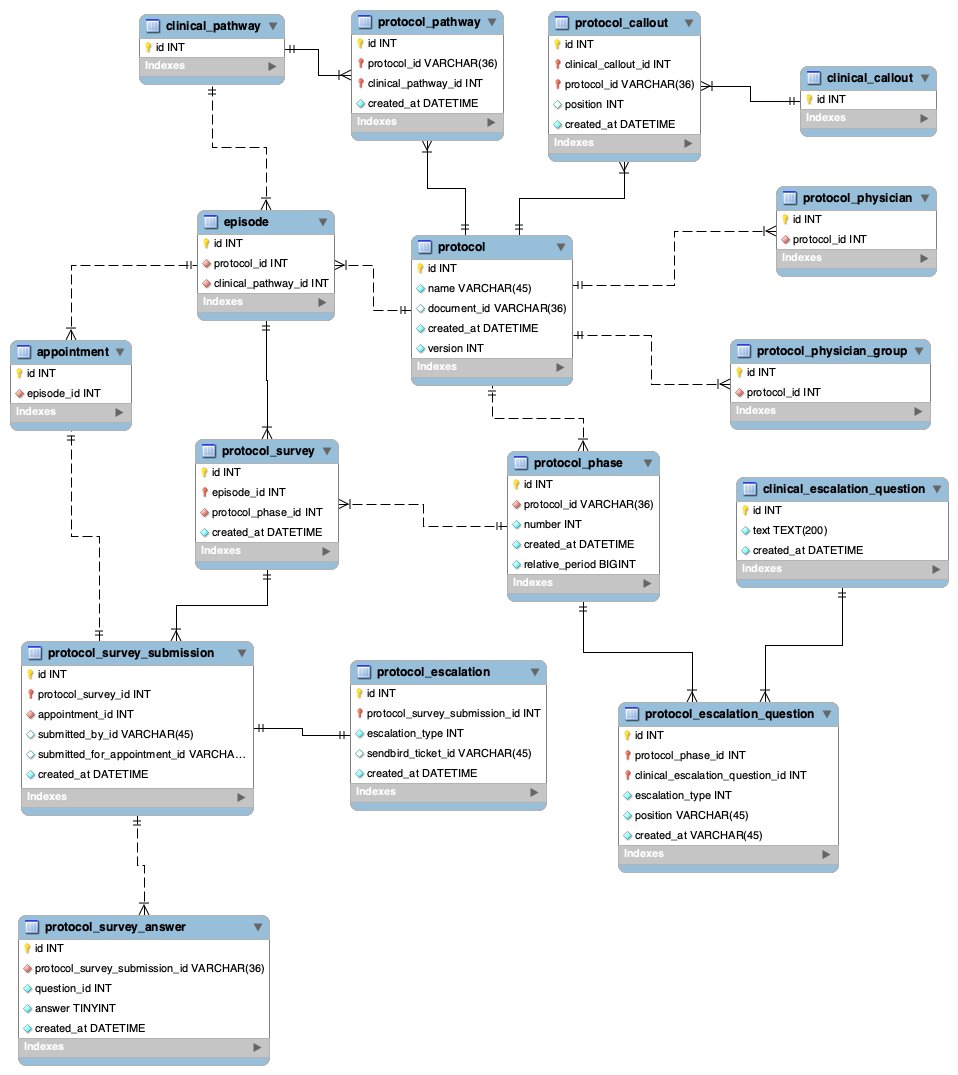 clinical_pathway
id INT
Indexes
protocol_pathway
id INT
protocol_id VARCHAR(36)
clinical_pathway_id INT
created_at DATETIME
Indexes
protocol_callout
id INT
clinical_callout_id INT
protocol_id VARCHAR(36)
position INT
created_at DATETIME
Indexes
clinical_callout
id INT
Indexes
protocol_physician
id INT
protocol_id INT
Indexes
episode
id INT
protocol_id INT
clinical_pathway_id INT
Indexes
protocol
id INT
name VARCHAR(45)
document_id VARCHAR(36)
created_at DATETIME
version INT
Indexes
appointment
id INT
episode_id INT
Indexes
protocol_physician_group
id INT
protocol_id INT
Indexes
protocol_survey
id INT
episode_id INT
protocol_phase_id INT
created_at DATETIME
Indexes
protocol_phase
id INT
protocol_id VARCHAR(36)
number INT
created_at DATETIME
relative_period BIGINT
Indexes
clinical_escalation_question
id INT
text TEXT(200)
created_at DATETIME
Indexes
protocol_survey_submission
id INT
protocol_survey_id INT
appointment_id INT
submitted_by_id VARCHAR(45)
submitted_for_appointment_id VARCHA...
created_at DATETIME
Indexes
protocol_escalation
id INT
protocol_survey_submission_id INT
escalation_type INT
sendbird_ticket_id VARCHAR(45)
created_at DATETIME
Indexes
protocol_escalation_question
id INT
protocol_phase_id INT
clinical_escalation_question_id INT
escalation_type INT
position VARCHAR(45)
created_at VARCHAR(45)
Indexes
protocol_survey_answer
id INT
protocol_survey_submission_id VARCHAR(36)
question_id INT
answer TINYINT
created_at DATETIME
Indexes